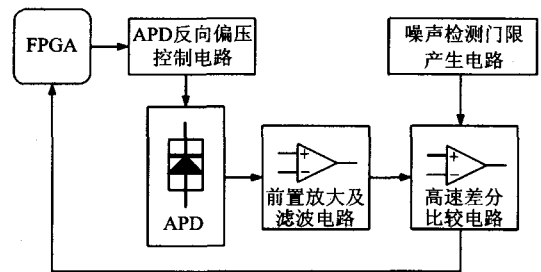 FPGA
APD反向偏压
控制电路
噪声检测门限
产生电路
APD
前置放大及
滤波电路
高速差分
比较电路